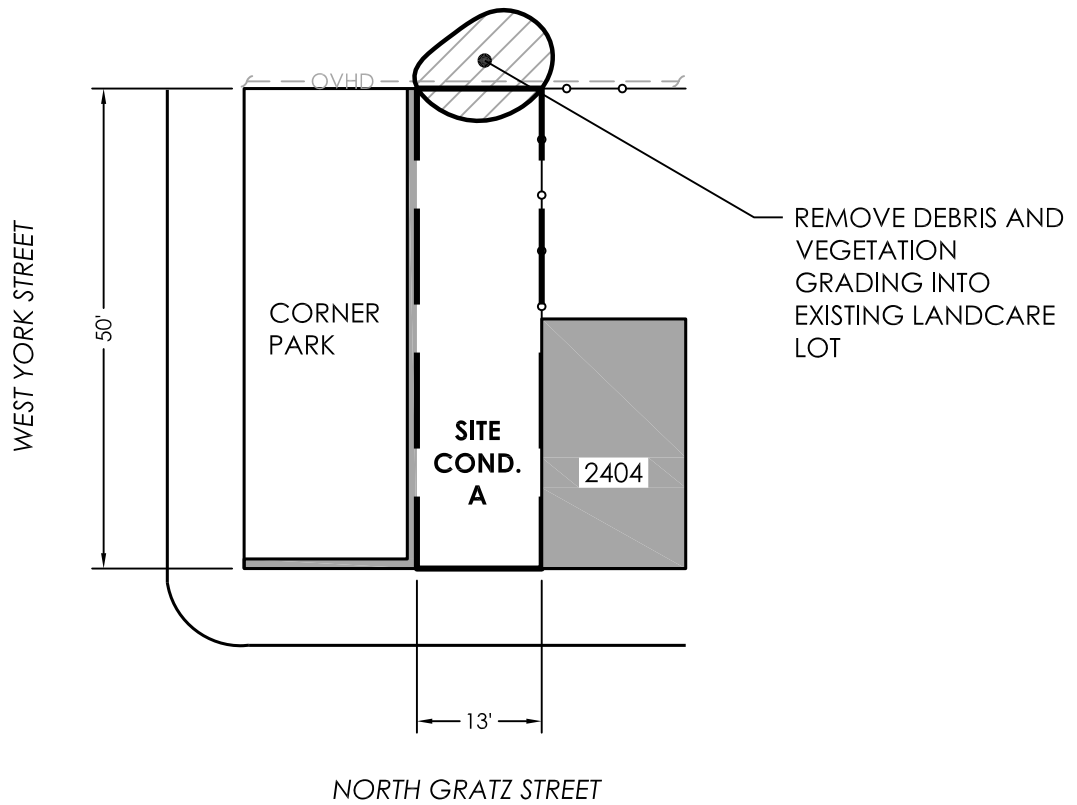 OVHD
WEST YORK STREET
50'
CORNER
PARK
SITE
COND.
A
2404
REMOVE DEBRIS AND
VEGETATION
GRADING INTO
EXISTING LANDCARE
LOT
13'
NORTH GRATZ STREET